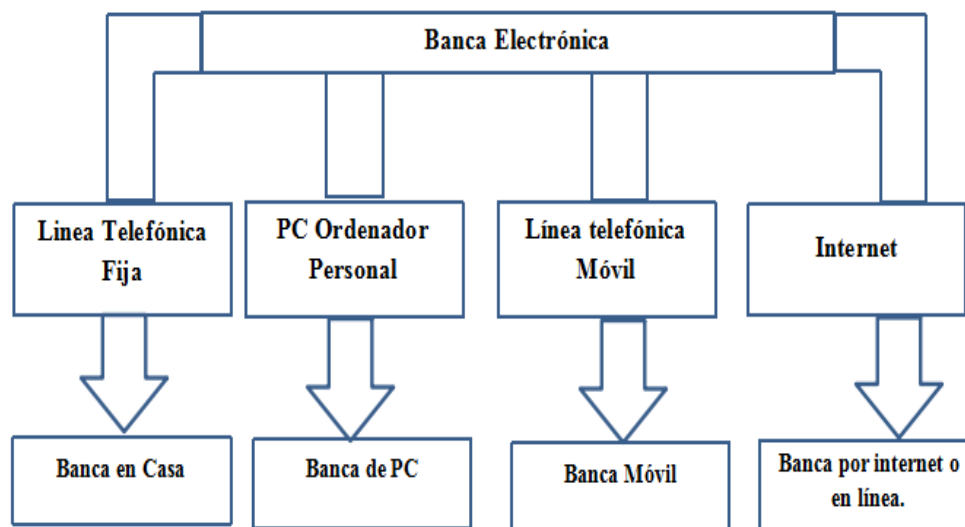 Banca Electrónica
Linea Telefónica
Fija
PC Ordenador
Personal
Línea telefónica
Móvil
Internet
Banca en Casa
Banca de PC
Banca Móvil
Banca por internet o
en línea.